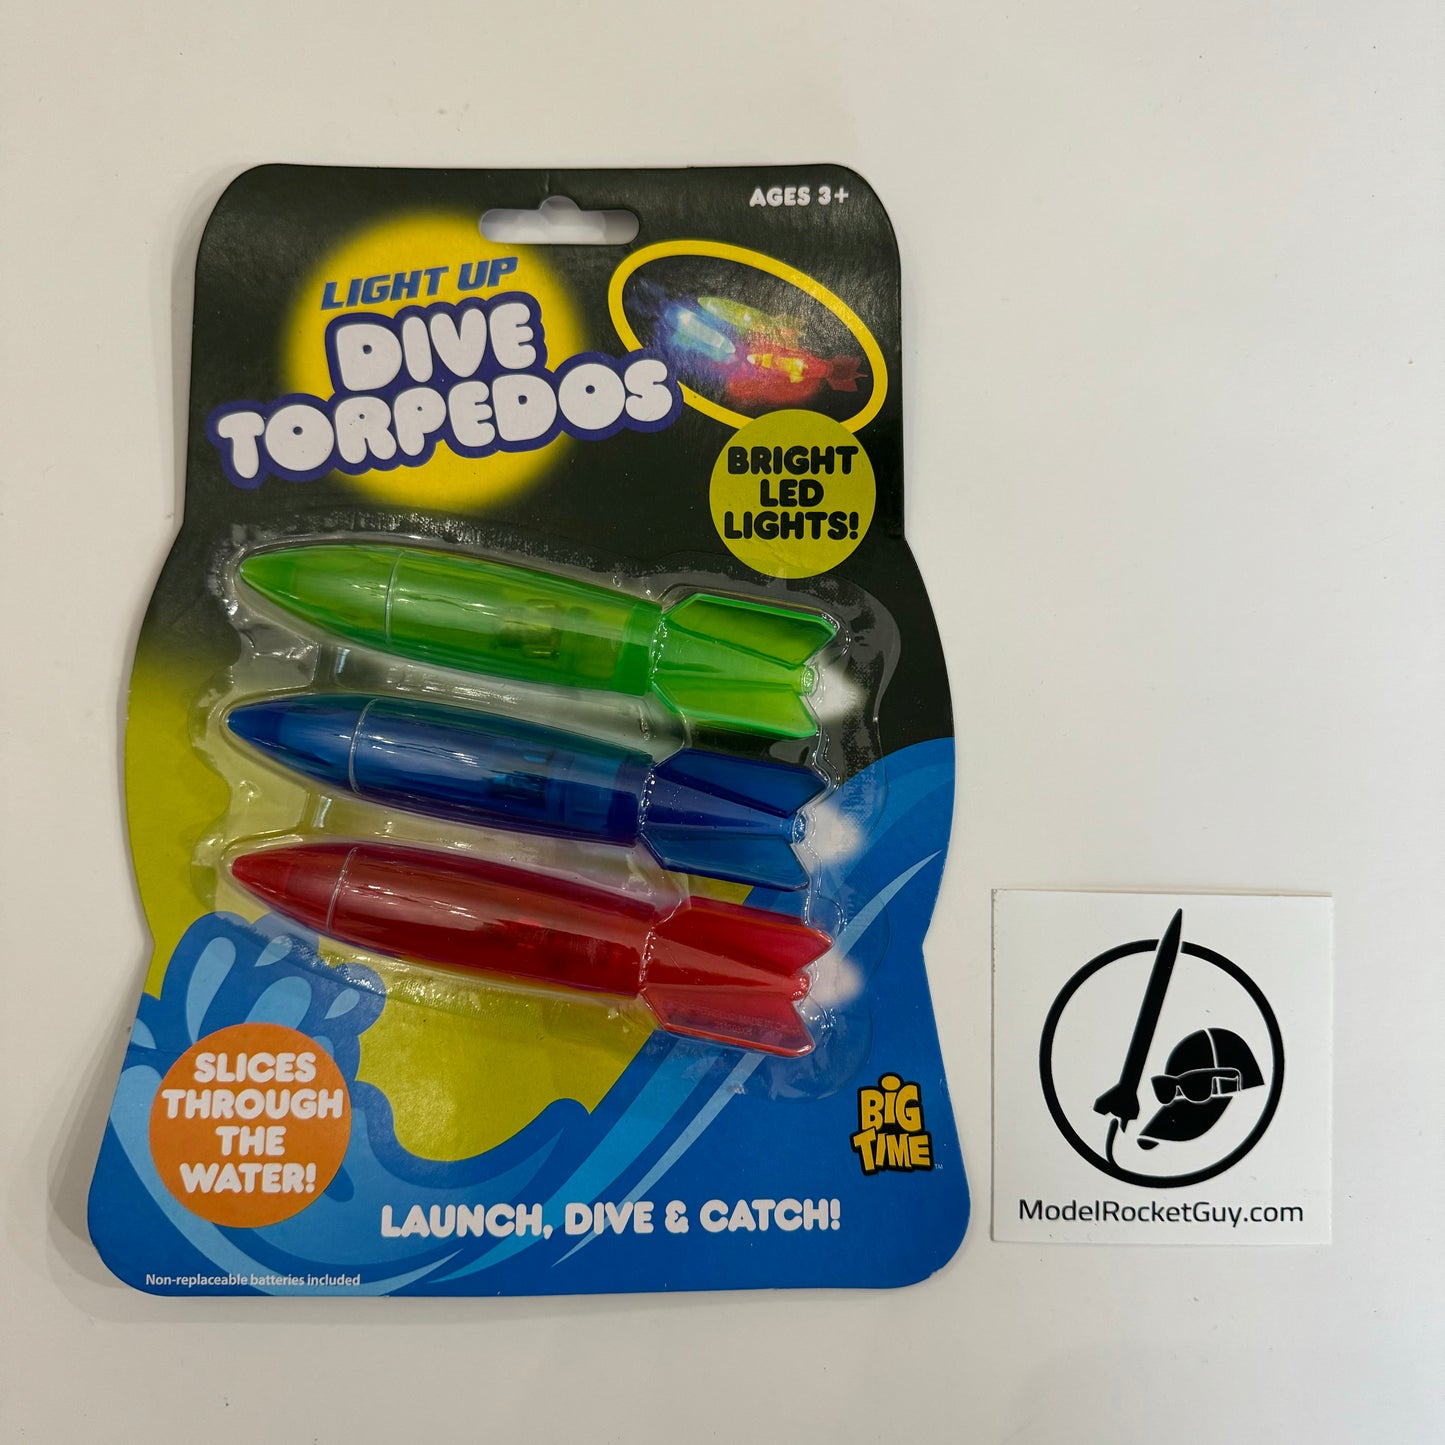 AGES 3+
LIGHT UP
DIVE
TORPEDOS
BRIGHT
LED
LIGHTS!
SLICES
THROUGH
THE
WATER!
BiG
TiME™
LAUNCH, DIVE & CATCH!
Non-replaceable batteries included
ModelRocketGuy.com